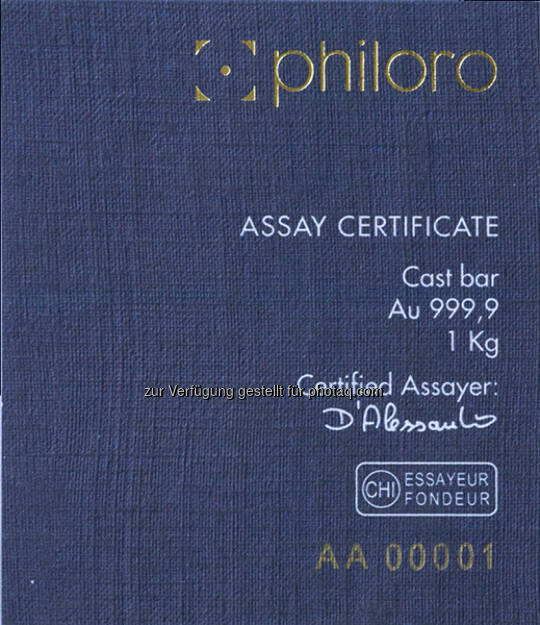 philoro
ASSAY CERTIFICATE
Cast bar
Au 999,9
1 Kg
Certified Assayer:
zur Verfügung gestellt für photaq.com
CHI
ESSAYEUR
FONDEUR
AA 00001